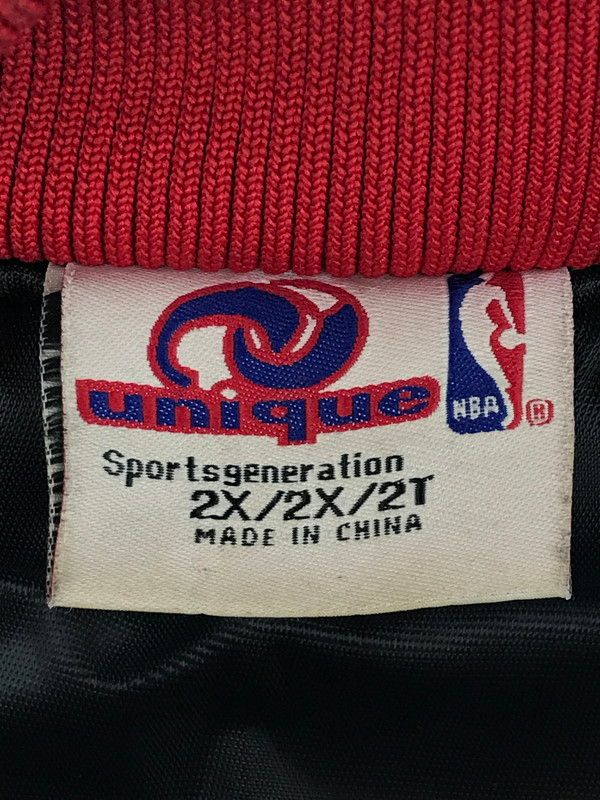 unique
NBA ®
Sportsgeneration
2X/2X/2T
MADE IN CHINA